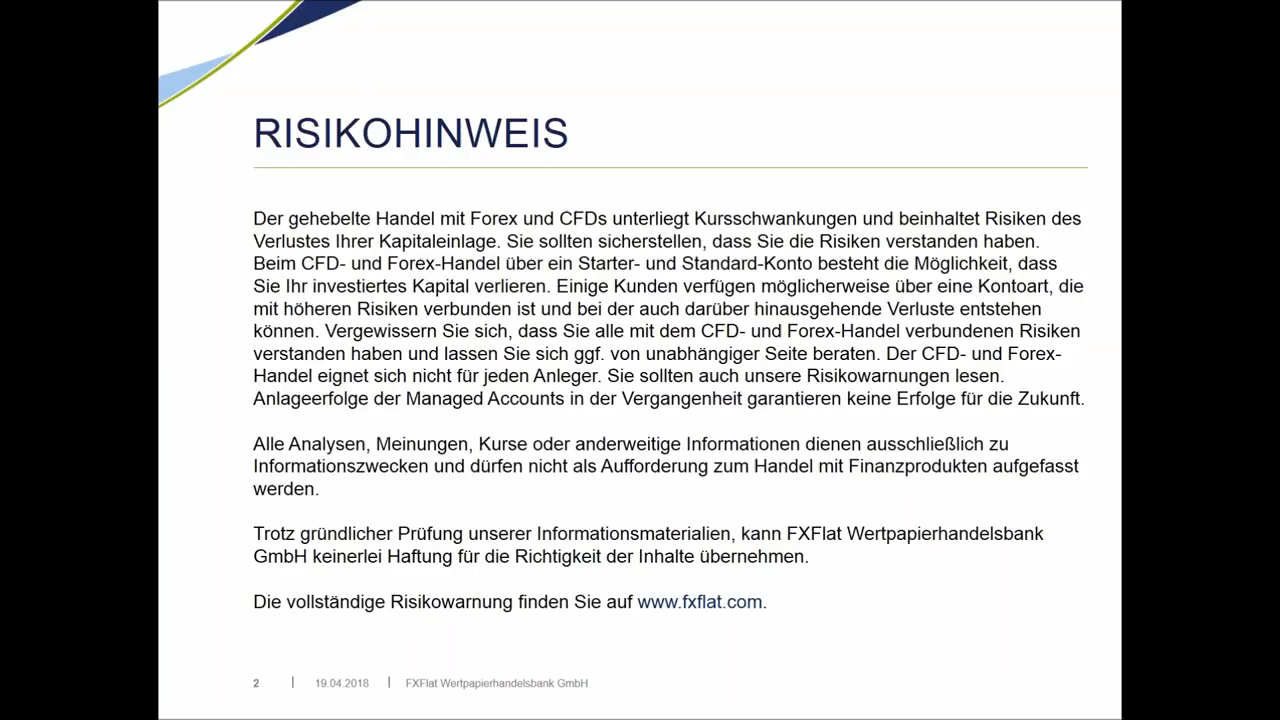 RISIKOHINWEIS
Der gehebelte Handel mit Forex und CFDs unterliegt Kursschwankungen und beinhaltet Risiken des
Verlustes Ihrer Kapitaleinlage. Sie sollten sicherstellen, dass Sie die Risiken verstanden haben.
Beim CFD- und Forex-Handel über ein Starter- und Standard-Konto besteht die Möglichkeit, dass
Sie Ihr investiertes Kapital verlieren. Einige Kunden verfügen möglicherweise über eine Kontoart, die
mit höheren Risiken verbunden ist und bei der auch darüber hinausgehende Verluste entstehen
können. Vergewissern Sie sich, dass Sie alle mit dem CFD- und Forex-Handel verbundenen Risiken
verstanden haben und lassen Sie sich ggf. von unabhängiger Seite beraten. Der CFD- und Forex-
Handel eignet sich nicht für jeden Anleger. Sie sollten auch unsere Risikowarnungen lesen.
Anlageerfolge der Managed Accounts in der Vergangenheit garantieren keine Erfolge für die Zukunft.
Alle Analysen, Meinungen, Kurse oder anderweitige Informationen dienen ausschließlich zu
Informationszwecken und dürfen nicht als Aufforderung zum Handel mit Finanzprodukten aufgefasst
werden.
Trotz gründlicher Prüfung unserer Informationsmaterialien, kann FXFlat Wertpapierhandelsbank
GmbH keinerlei Haftung für die Richtigkeit der Inhalte übernehmen.
Die vollständige Risikowarnung finden Sie auf www.fxflat.com.
2 | 19.04.2018 | FXFlat Wertpapierhandelsbank GmbH